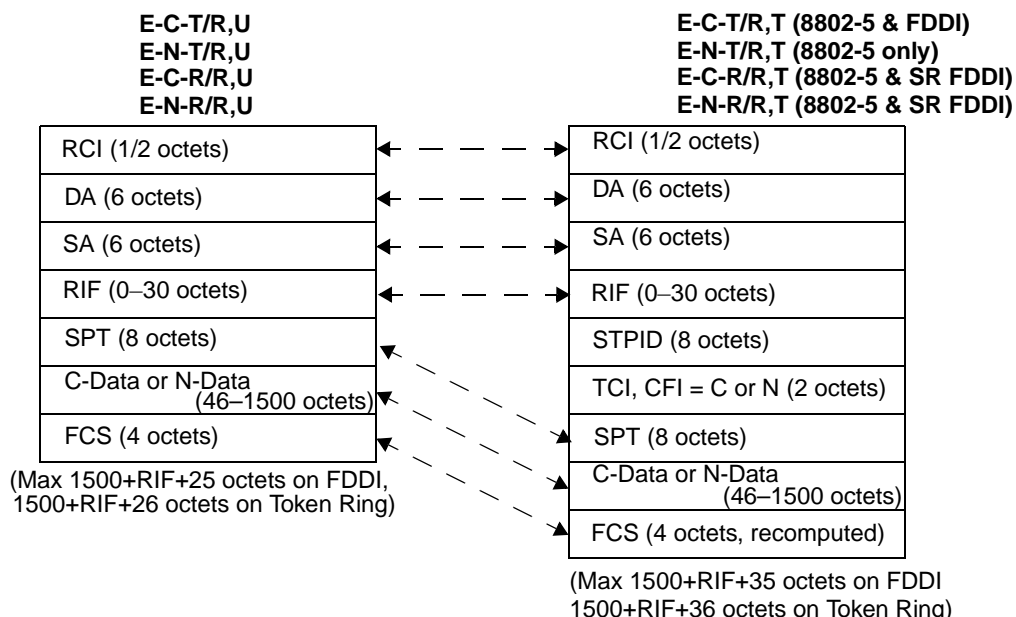 E-C-T/R,U
E-N-T/R,U
E-C-R/R,U
E-N-R/R,U
RCI (1/2 octets)
DA (6 octets)
SA (6 octets)
RIF (0–30 octets)
SPT (8 octets)
C-Data or N-Data
(46–1500 octets)
FCS (4 octets)
(Max 1500+RIF+25 octets on FDDI,
1500+RIF+26 octets on Token Ring)
E-C-T/R,T (8802-5 & FDDI)
E-N-T/R,T (8802-5 only)
E-C-R/R,T (8802-5 & SR FDDI)
E-N-R/R,T (8802-5 & SR FDDI)
RCI (1/2 octets)
DA (6 octets)
SA (6 octets)
RIF (0–30 octets)
STPID (8 octets)
TCI, CFI = C or N (2 octets)
SPT (8 octets)
C-Data or N-Data
(46–1500 octets)
FCS (4 octets, recomputed)
(Max 1500+RIF+35 octets on FDDI
1500+RIF+36 octets on Token Ring)